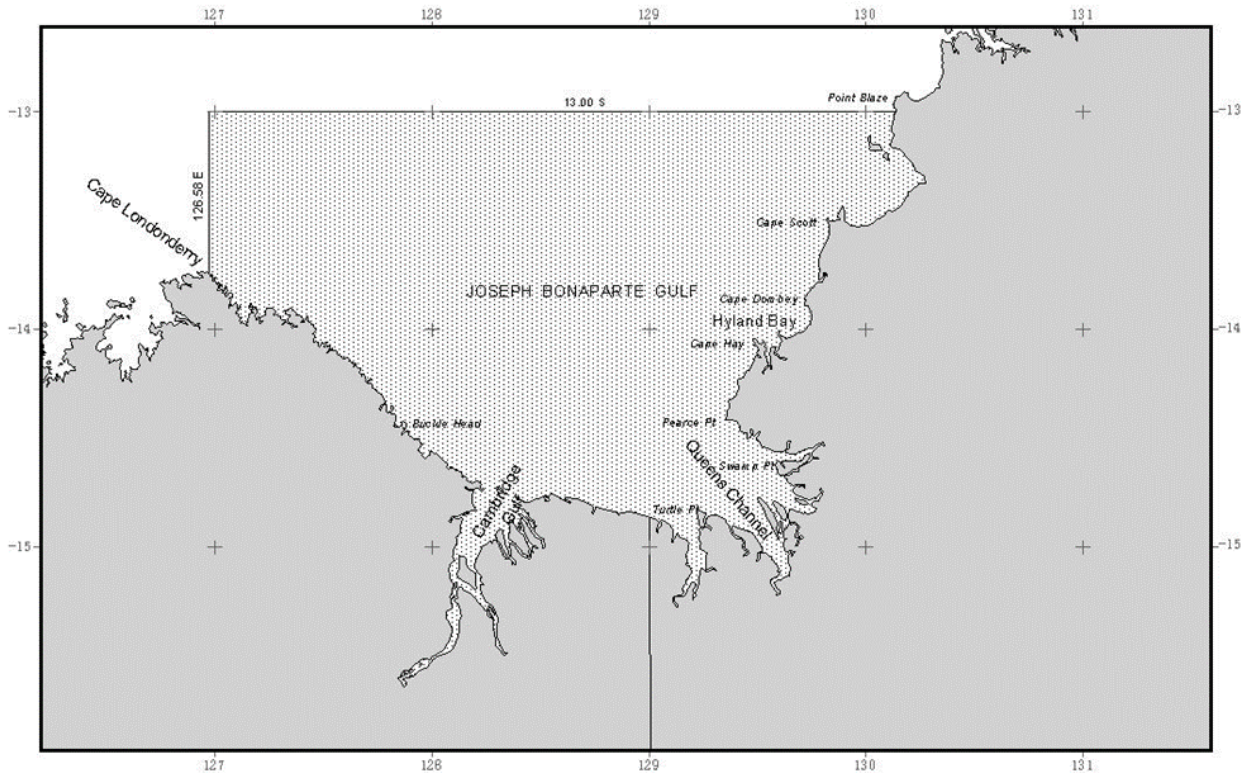 127 128 129 130 131
Point Blaze
13.00 S
-13 -13
126.58 E
Cape Londonderry
Cape Scott
JOSEPH BONAPARTE GULF
Cape Dombey
Hyland Bay
-14 -14
Cape Hay
Buckle Head
Pearce Pt
Queens Channel
Swamp Pt
Cambridge
Gulf
Turtle Pt
-15 -15
127 128 129 130 131